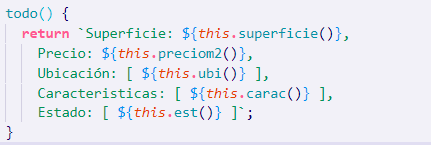 todo() {
return `Superficie: ${this.superficie()},
Precio: ${this.preciom2()},
Ubicación: [ ${this.ubi()} ],
Caracteristicas: [ ${this.carac()} ],
Estado: [ ${this.est()} ]`;
}